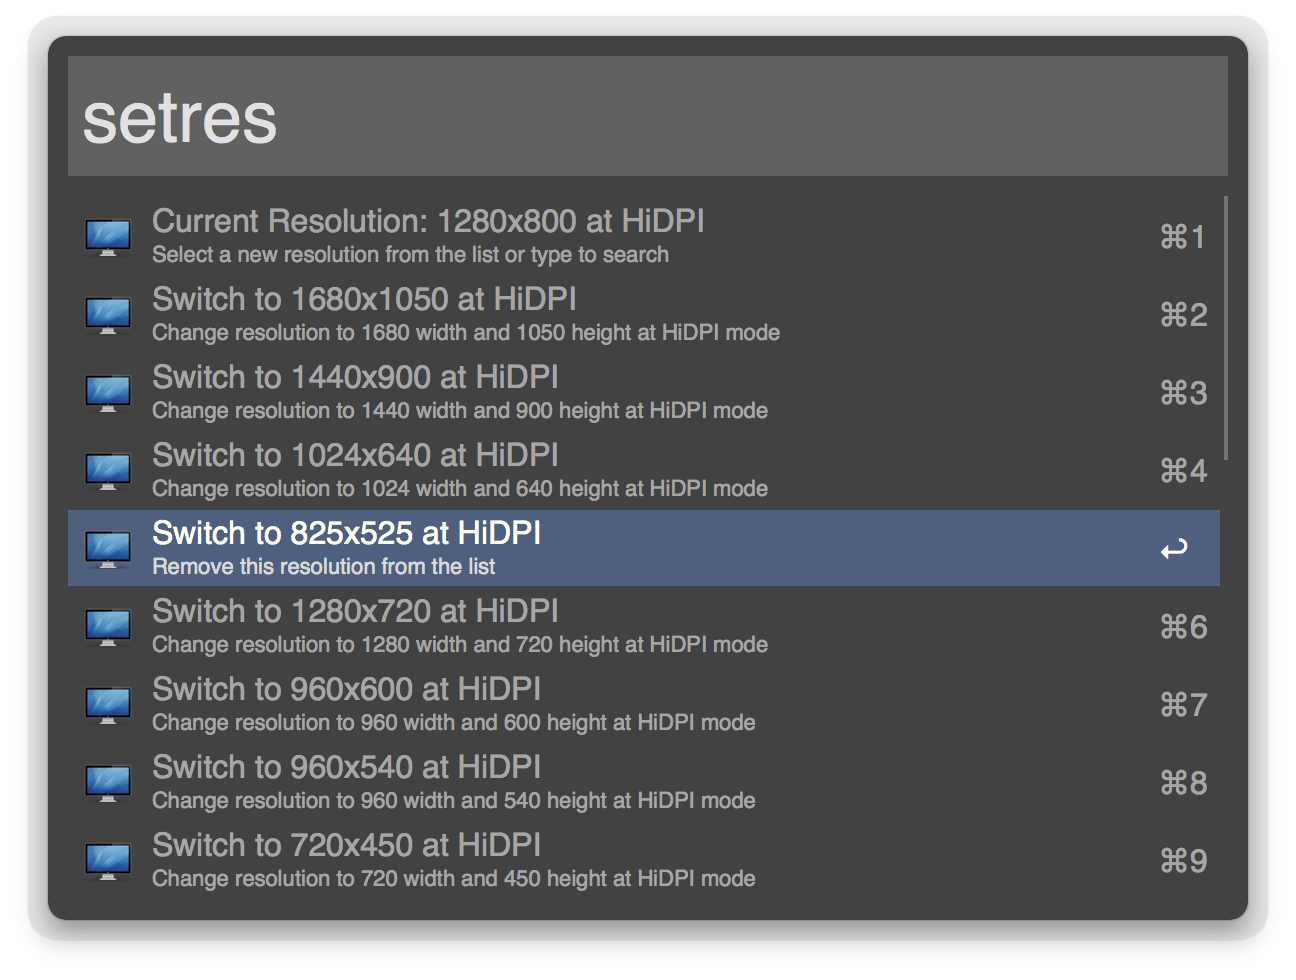 setres
Current Resolution: 1280x800 at HiDPI
Select a new resolution from the list or type to search
⌘1
Switch to 1680x1050 at HiDPI
Change resolution to 1680 width and 1050 height at HiDPI mode
⌘2
Switch to 1440x900 at HiDPI
Change resolution to 1440 width and 900 height at HiDPI mode
⌘3
Switch to 1024x640 at HiDPI
Change resolution to 1024 width and 640 height at HiDPI mode
⌘4
Switch to 825x525 at HiDPI
Remove this resolution from the list
↩
Switch to 1280x720 at HiDPI
Change resolution to 1280 width and 720 height at HiDPI mode
⌘6
Switch to 960x600 at HiDPI
Change resolution to 960 width and 600 height at HiDPI mode
⌘7
Switch to 960x540 at HiDPI
Change resolution to 960 width and 540 height at HiDPI mode
⌘8
Switch to 720x450 at HiDPI
Change resolution to 720 width and 450 height at HiDPI mode
⌘9